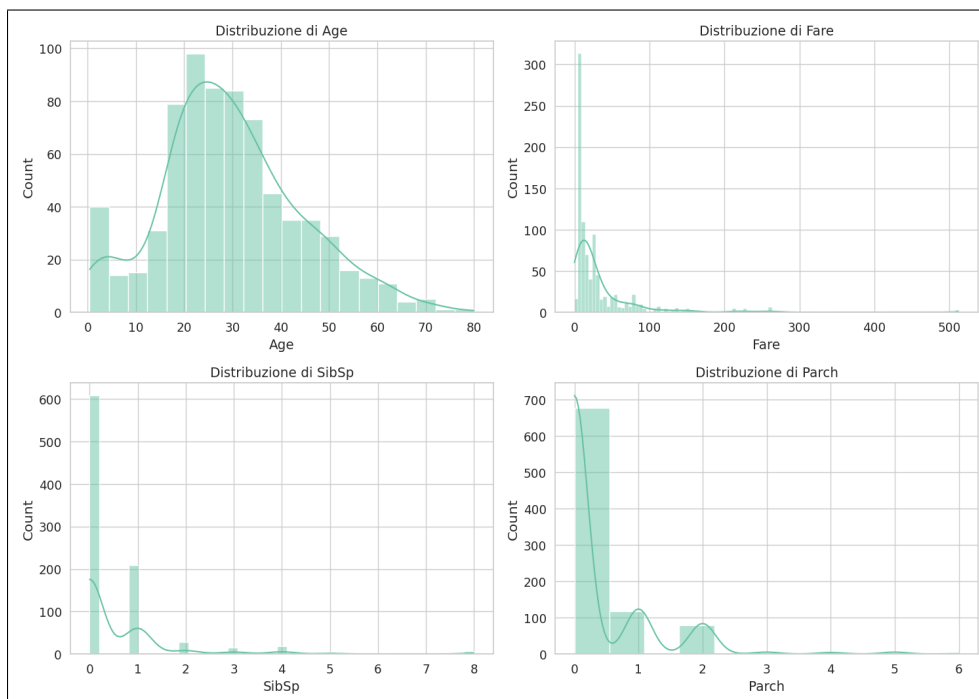 Distribuzione di Age
Count
100
80
60
40
20
0
0 10 20 30 40 50 60 70 80
Age
Distribuzione di Fare
Count
300
250
200
150
100
50
0
0 100 200 300 400 500
Fare
Distribuzione di SibSp
Count
600
500
400
300
200
100
0
0 1 2 3 4 5 6 7 8
SibSp
Distribuzione di Parch
Count
700
600
500
400
300
200
100
0
0 1 2 3 4 5 6
Parch